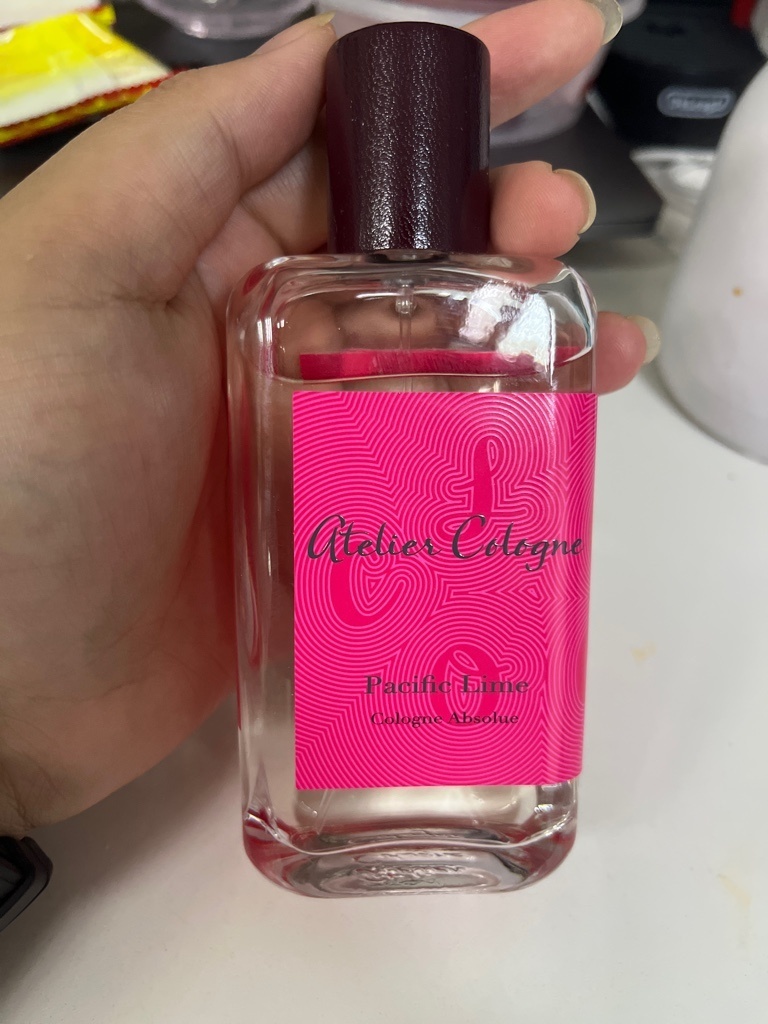 Atelier Cologne
Pacific Lime
Cologne Absolue